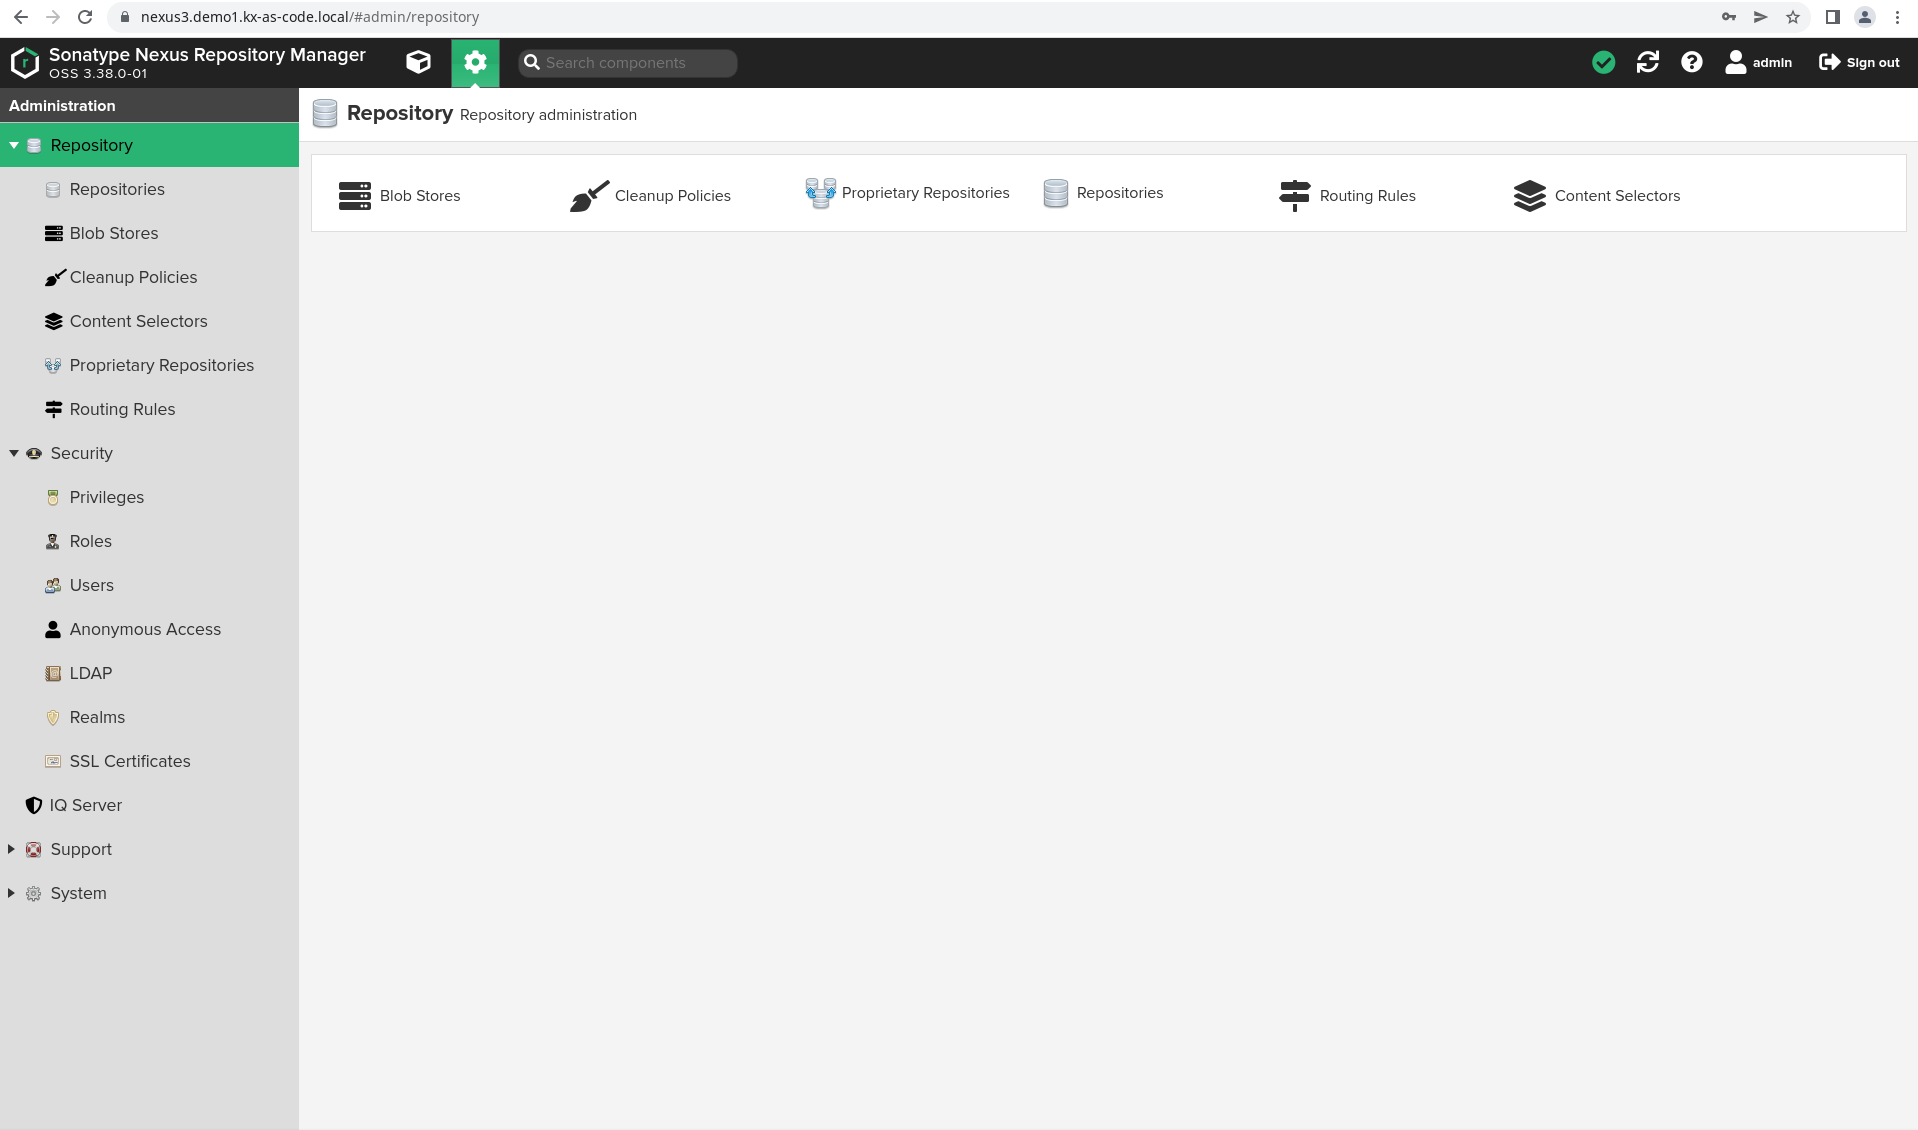 nexus3.demo1.kx-as-code.local/#admin/repository
Sonatype Nexus Repository Manager
OSS 3.38.0-01
Search components
admin
Sign out
Administration
Repository
Repositories
Blob Stores
Cleanup Policies
Content Selectors
Proprietary Repositories
Routing Rules
Security
Privileges
Roles
Users
Anonymous Access
LDAP
Realms
SSL Certificates
IQ Server
Support
System
Repository Repository administration
Blob Stores
Cleanup Policies
Proprietary Repositories
Repositories
Routing Rules
Content Selectors